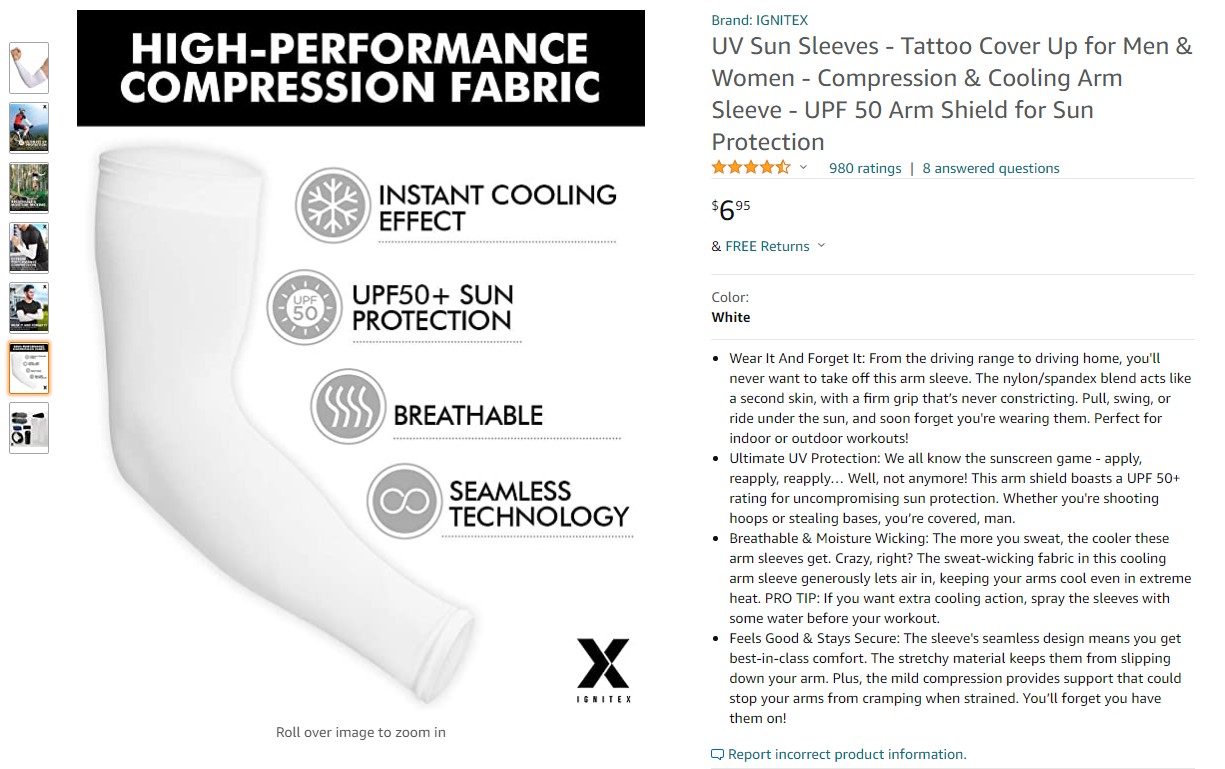 HIGH-PERFORMANCE
COMPRESSION FABRIC
INSTANT COOLING
EFFECT
UPF
50
UPF50+ SUN
PROTECTION
BREATHABLE
SEAMLESS
TECHNOLOGY
X
IGNITEX
Roll over image to zoom in
Brand: IGNITEX
UV Sun Sleeves - Tattoo Cover Up for Men &
Women - Compression & Cooling Arm
Sleeve - UPF 50 Arm Shield for Sun
Protection
980 ratings | 8 answered questions
$6 95
& FREE Returns
Color:
White
• Wear It And Forget It: From the driving range to driving home, you'll
never want to take off this arm sleeve. The nylon/spandex blend acts like
a second skin, with a firm grip that's never constricting. Pull, swing, or
ride under the sun, and soon forget you're wearing them. Perfect for
indoor or outdoor workouts!
• Ultimate UV Protection: We all know the sunscreen game - apply,
reapply, reapply… Well, not anymore! This arm shield boasts a UPF 50+
rating for uncompromising sun protection. Whether you're shooting
hoops or stealing bases, you're covered, man.
• Breathable & Moisture Wicking: The more you sweat, the cooler these
arm sleeves get. Crazy, right? The sweat-wicking fabric in this cooling
arm sleeve generously lets air in, keeping your arms cool even in extreme
heat. PRO TIP: If you want extra cooling action, spray the sleeves with
some water before your workout.
• Feels Good & Stays Secure: The sleeve's seamless design means you get
best-in-class comfort. The stretchy material keeps them from slipping
down your arm. Plus, the mild compression provides support that could
stop your arms from cramping when strained. You'll forget you have
them on!
Report incorrect product information.